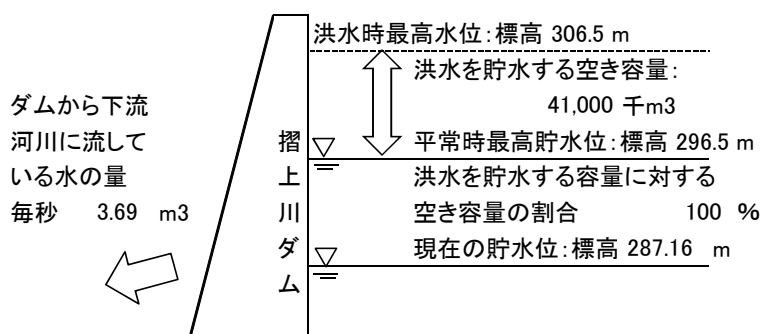 洪水時最高水位：標高 306.5 m
洪水を貯水する空き容量：
41,000 千m3
ダムから下流
河川に流して
いる水の量
毎秒 3.69 m3
摺上川ダム
平常時最高貯水位：標高 296.5 m
洪水を貯水する容量に対する
空き容量の割合 100 %
現在の貯水位：標高 287.16 m